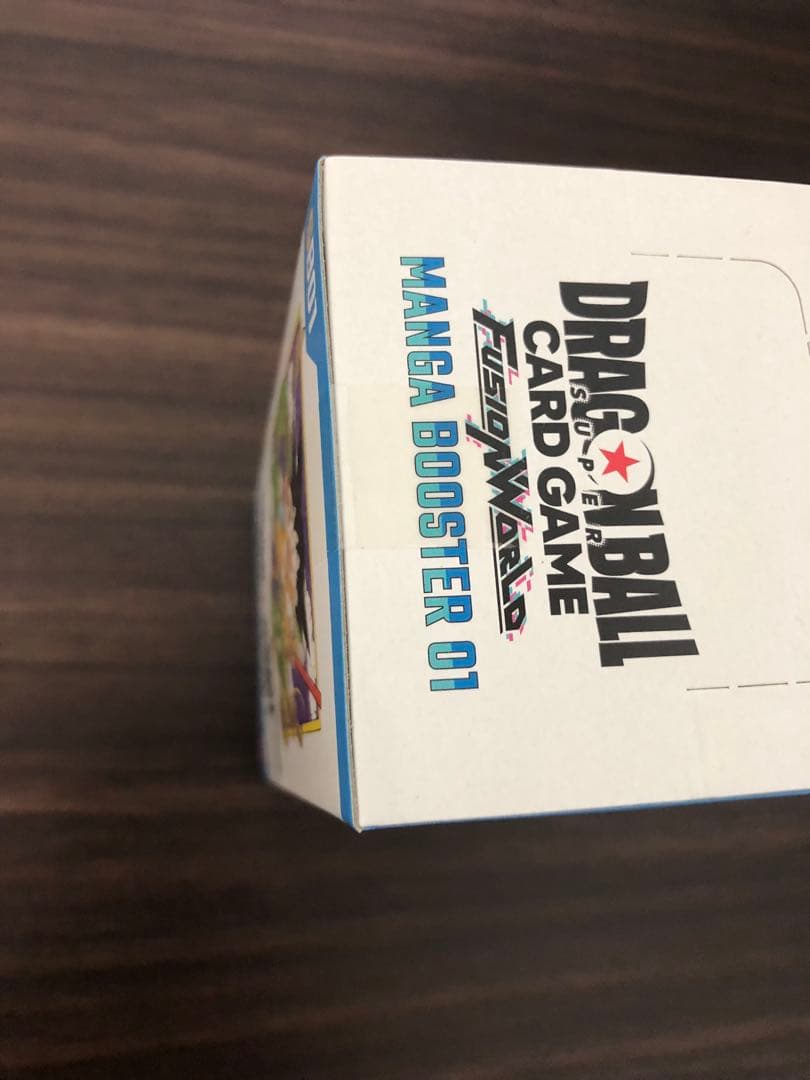 DRAGON BALL
SUPER
CARD GAME
FUSION WORLD
MANGA BOOSTER 01